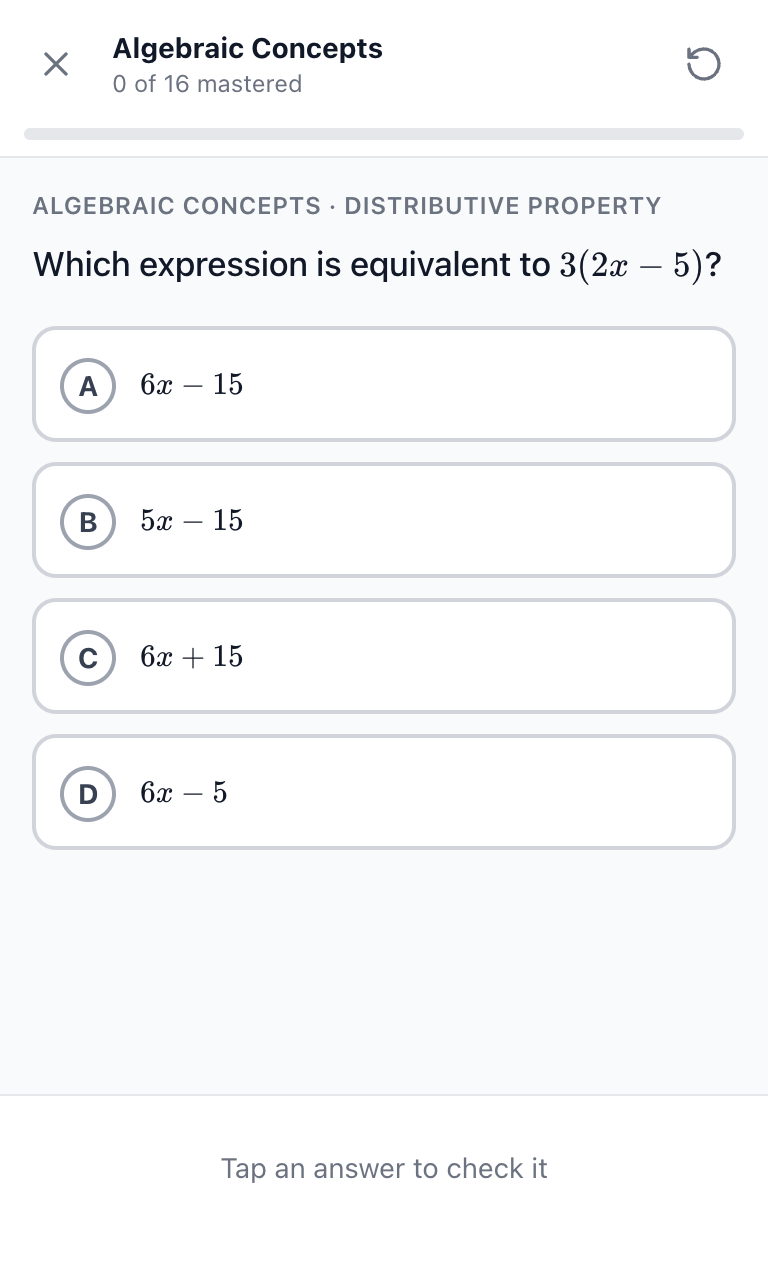 Algebraic Concepts
0 of 16 mastered
ALGEBRAIC CONCEPTS · DISTRIBUTIVE PROPERTY
Which expression is equivalent to 3(2x − 5)?
A 6x − 15
B 5x − 15
C 6x + 15
D 6x − 5
Tap an answer to check it